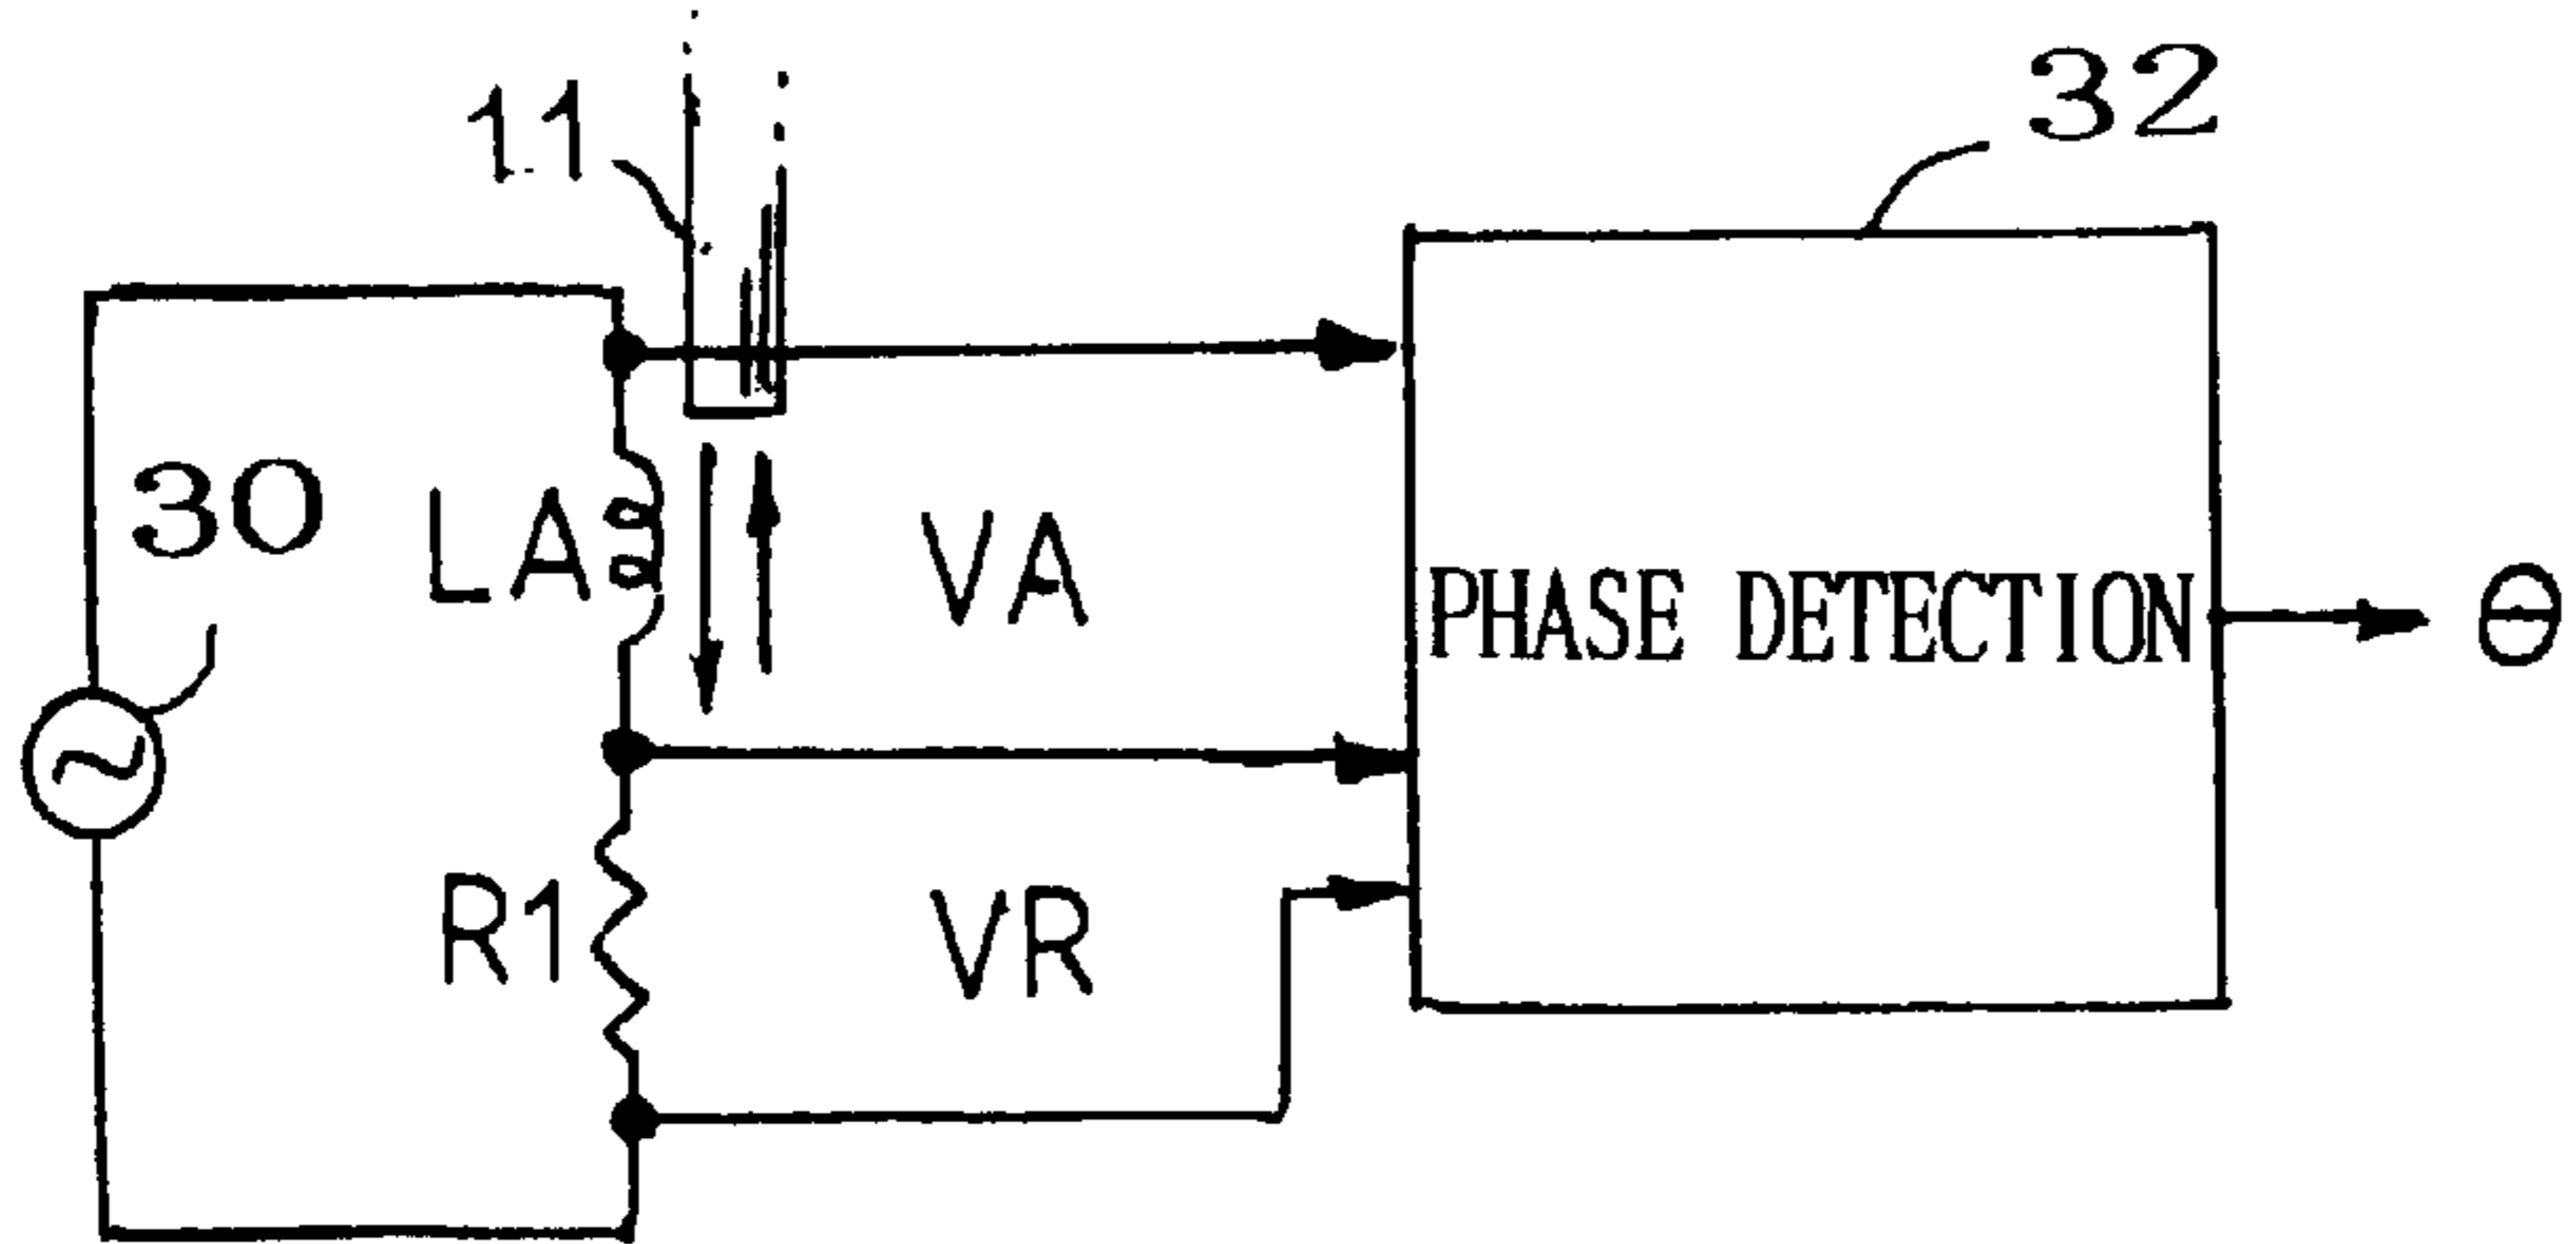 11
32
30
LA
VA
PHASE DETECTION
θ
R1
VR